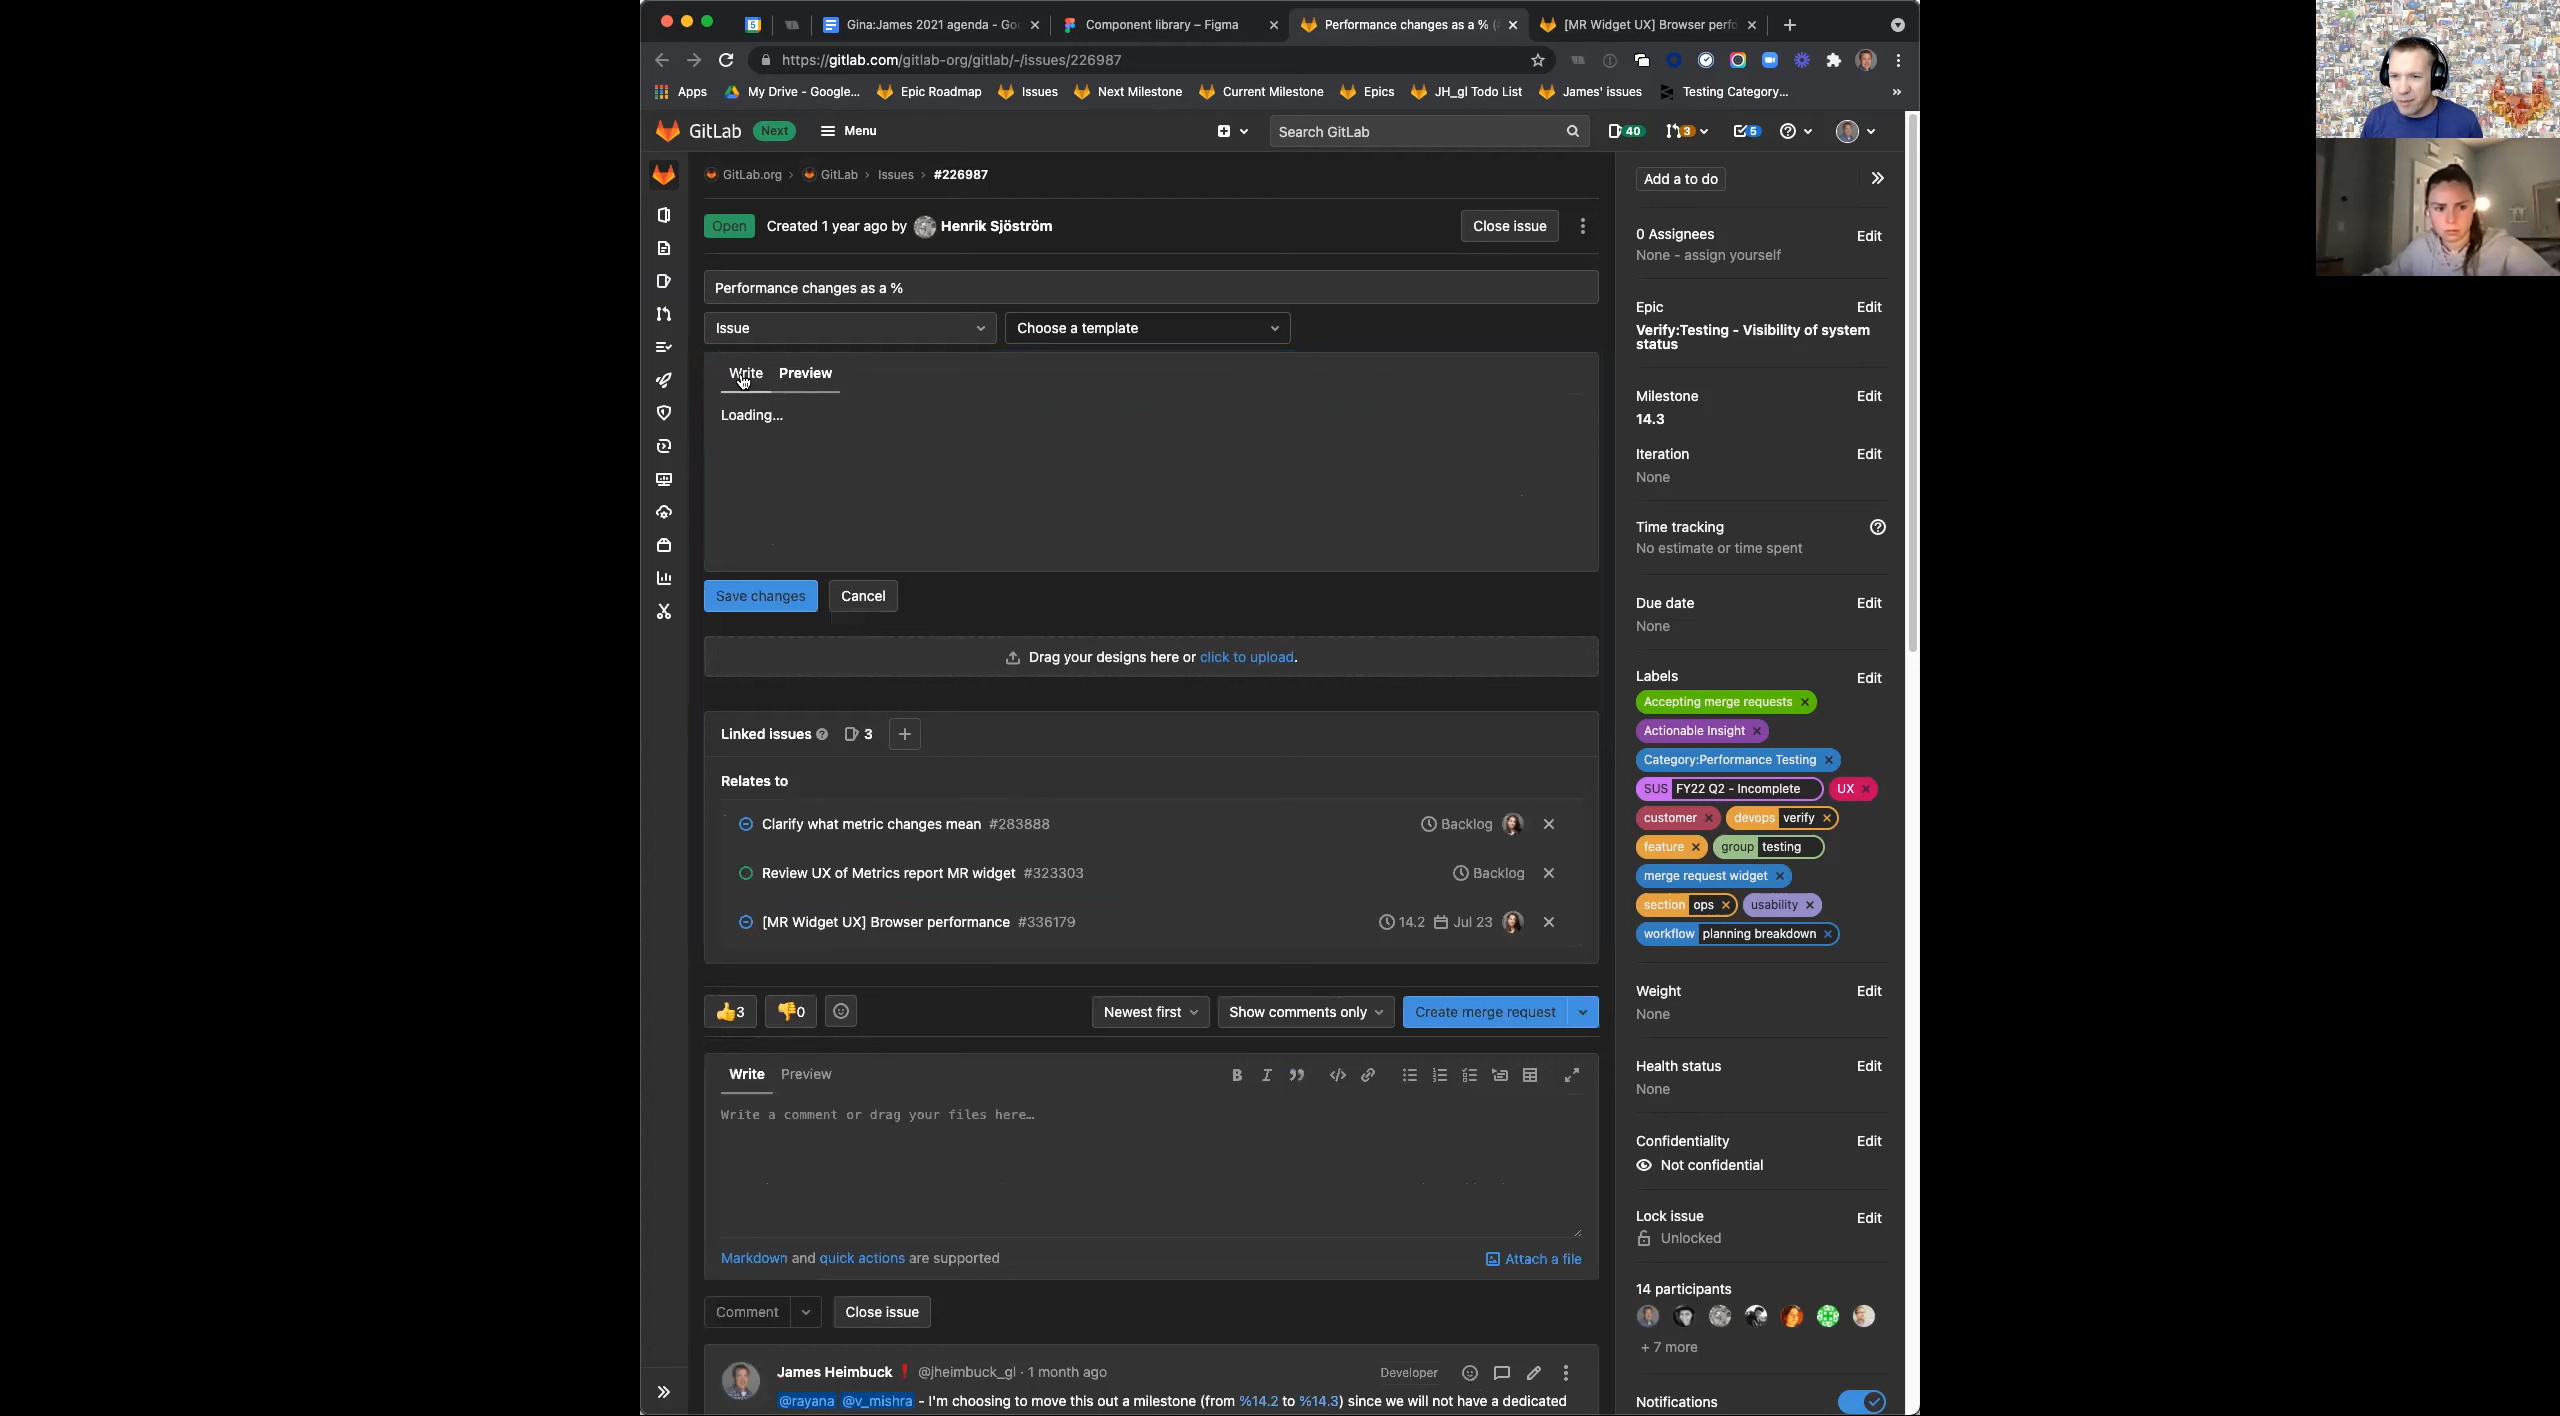 5
Gina:James 2021 agenda - Go
Component library – Figma
Performance changes as a % (
[MR Widget UX] Browser perfo
https://gitlab.com/gitlab-org/gitlab/-/issues/226987
Apps
My Drive - Google...
Epic Roadmap
Issues
Next Milestone
Current Milestone
Epics
JH_gl Todo List
James' issues
Testing Category...
»
GitLab
Next
Menu
Search GitLab
40
3
5
GitLab.org › GitLab › Issues › #226987
Open
Created 1 year ago by Henrik Sjöström
Close issue
Performance changes as a %
Issue
Choose a template
Write
Preview
Loading...
Save changes
Cancel
Drag your designs here or click to upload.
Linked issues
3
Relates to
Clarify what metric changes mean #283888
Backlog
Review UX of Metrics report MR widget #323303
Backlog
[MR Widget UX] Browser performance #336179
14.2
Jul 23
👍3
👎0
Newest first
Show comments only
Create merge request
Write
Preview
Write a comment or drag your files here…
Markdown and quick actions are supported
Attach a file
Comment
Close issue
James Heimbuck❗ @jheimbuck_gl · 1 month ago
Developer
@rayana @v_mishra - I'm choosing to move this out a milestone (from %14.2 to %14.3) since we will not have a dedicated
Add a to do
0 Assignees
Edit
None - assign yourself
Epic
Edit
Verify:Testing - Visibility of system
status
Milestone
Edit
14.3
Iteration
Edit
None
Time tracking
No estimate or time spent
Due date
Edit
None
Labels
Edit
Accepting merge requests
Actionable Insight
Category:Performance Testing
SUS FY22 Q2 - Incomplete
UX
customer
devops verify
feature
group testing
merge request widget
section ops
usability
workflow planning breakdown
Weight
Edit
None
Health status
Edit
None
Confidentiality
Edit
Not confidential
Lock issue
Edit
Unlocked
14 participants
+ 7 more
Notifications